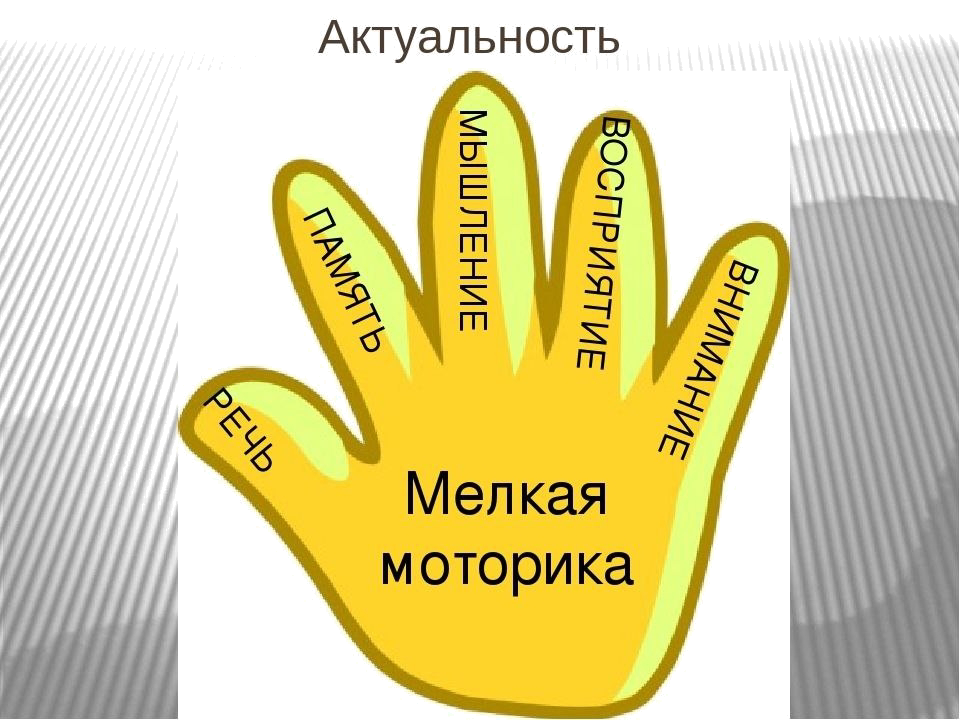 Актуальность
РЕЧЬ
ПАМЯТЬ
МЫШЛЕНИЕ
ВОСПРИЯТИЕ
ВНИМАНИЕ
Мелкая
моторика